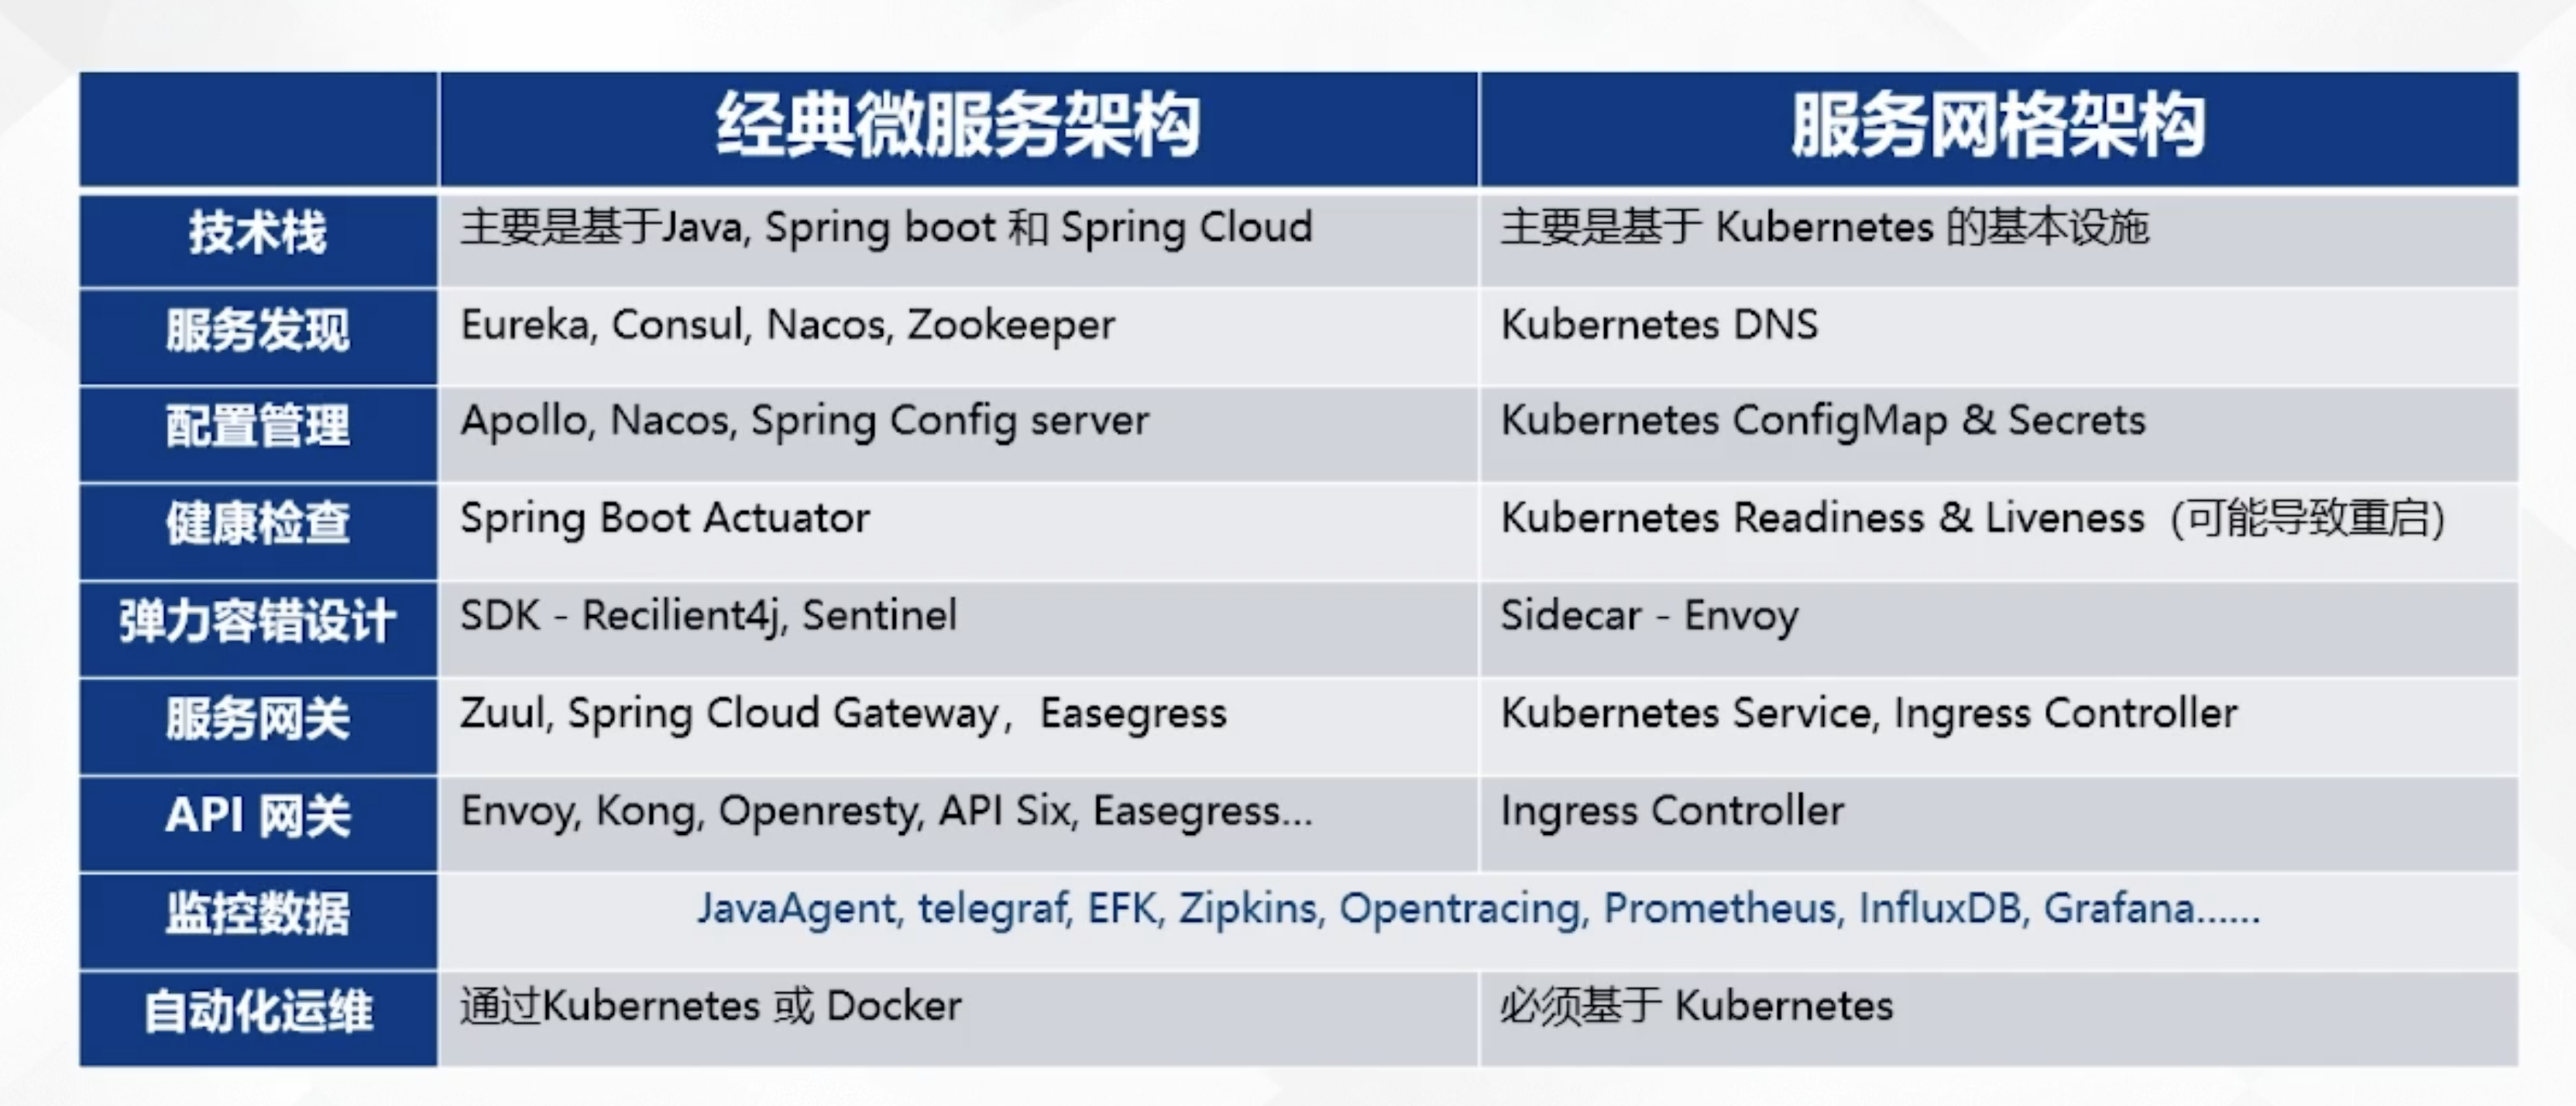 经典微服务架构 服务网格架构
技术栈 主要是基于Java, Spring boot 和 Spring Cloud 主要是基于 Kubernetes 的基本设施
服务发现 Eureka, Consul, Nacos, Zookeeper Kubernetes DNS
配置管理 Apollo, Nacos, Spring Config server Kubernetes ConfigMap & Secrets
健康检查 Spring Boot Actuator Kubernetes Readiness & Liveness (可能导致重启)
弹力容错设计 SDK - Recilient4j, Sentinel Sidecar - Envoy
服务网关 Zuul, Spring Cloud Gateway，Easegress Kubernetes Service, Ingress Controller
API 网关 Envoy, Kong, Openresty, API Six, Easegress... Ingress Controller
监控数据 JavaAgent, telegraf, EFK, Zipkins, Opentracing, Prometheus, InfluxDB, Grafana......
自动化运维 通过Kubernetes 或 Docker 必须基于 Kubernetes